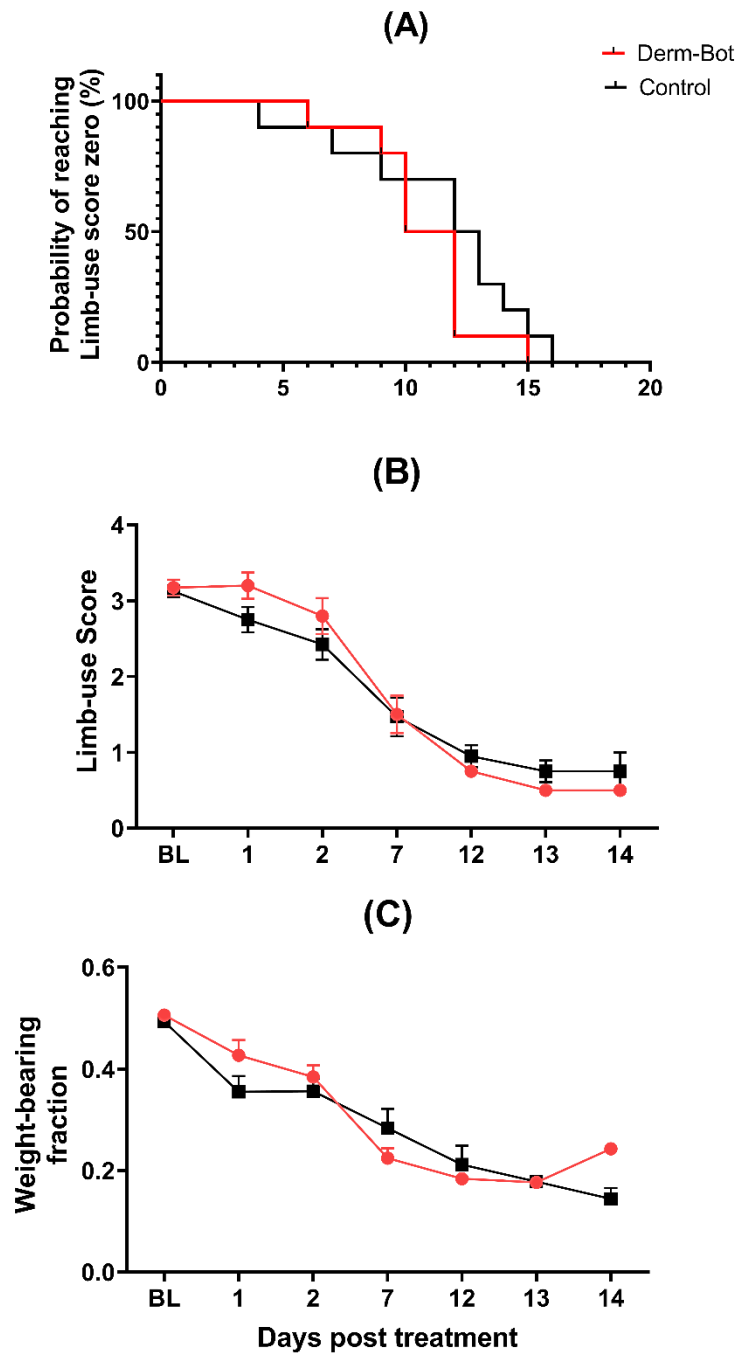 (A)
Derm-Bot
Control
Probability of reaching
Limb-use score zero (%)
100
50
0
0 5 10 15 20
(B)
Limb-use Score
4
3
2
1
0
BL 1 2 7 12 13 14
(C)
Weight-bearing
fraction
0.6
0.4
0.2
0.0
BL 1 2 7 12 13 14
Days post treatment